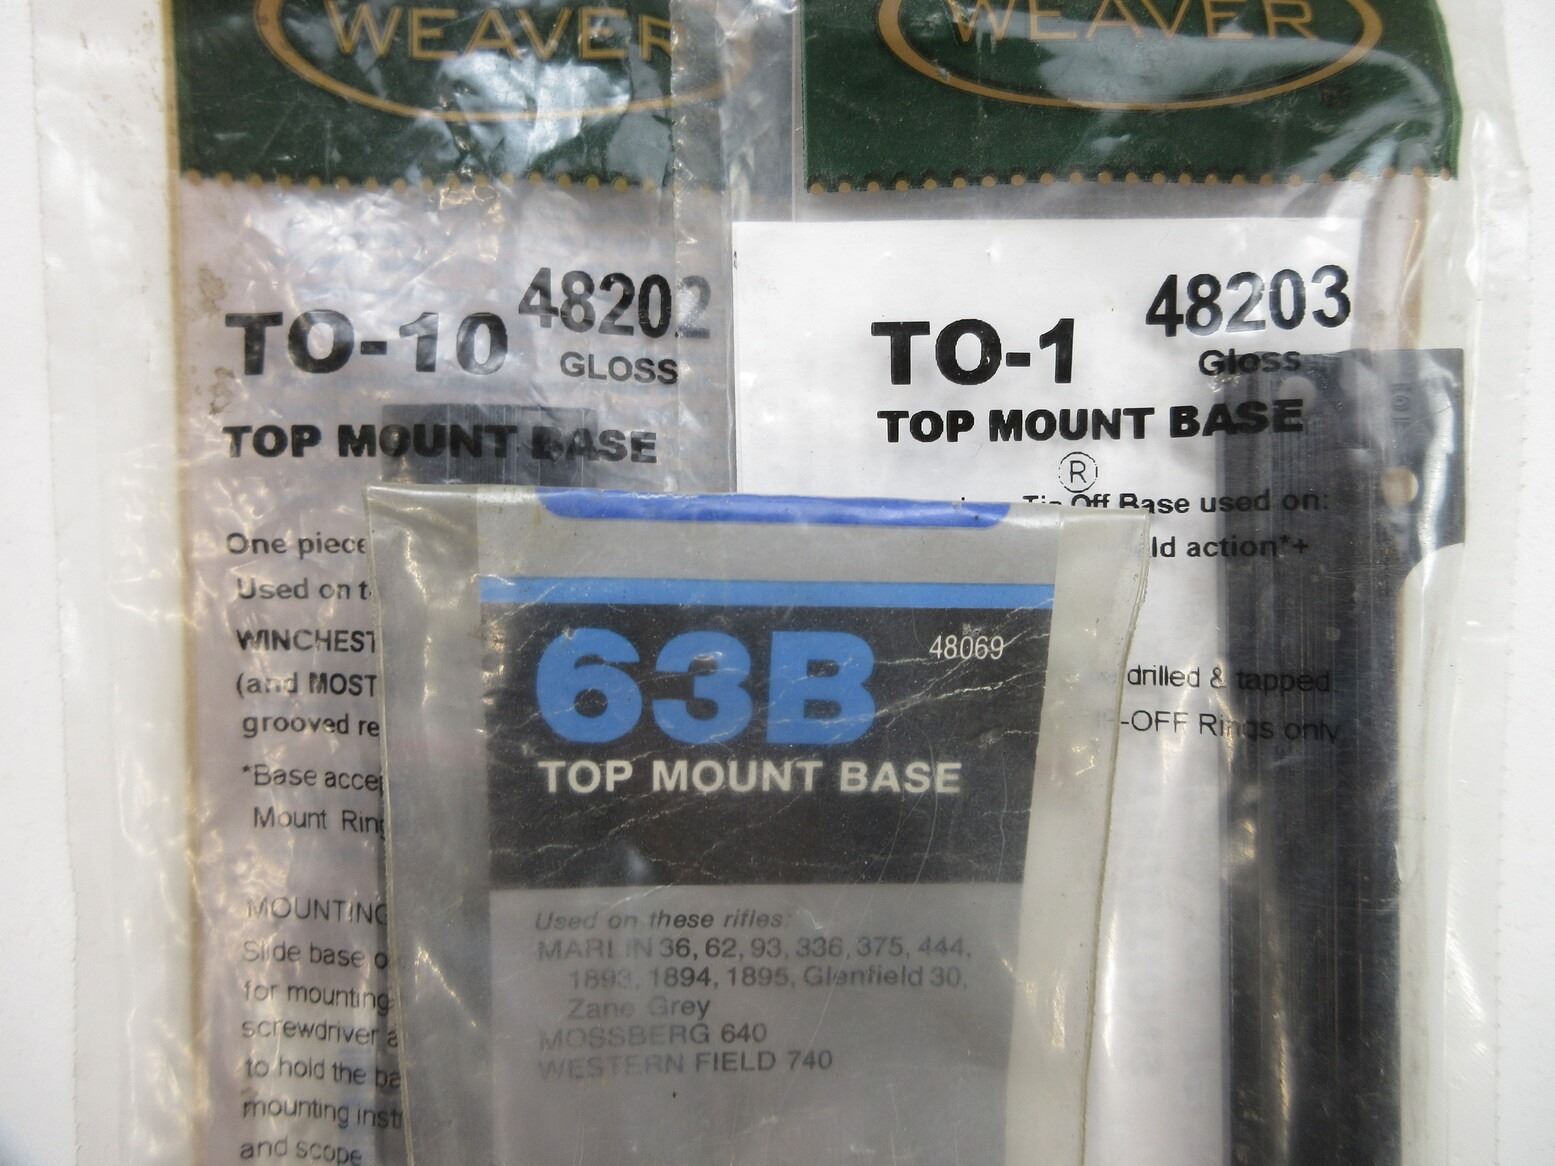 WEAVER
TO-10 48202
GLOSS
TOP MOUNT BASE
One piece
Used on t
WINCHEST
(and MOST
grooved re
*Base accep
Mount Ring
MOUNTING
Slide base o
for mounting
screwdriver a
to hold the ba
mounting inst
and scope
WEAVER
TO-1 48203
Gloss
TOP MOUNT BASE
®
Tip Off Base used on:
ld action*+
drilled & tapped
-OFF Rings only
63B 48069
TOP MOUNT BASE
Used on these rifles:
MARLIN 36, 62, 93, 336, 375, 444,
1893, 1894, 1895, Glenfield 30,
Zane Grey
MOSSBERG 640
WESTERN FIELD 740